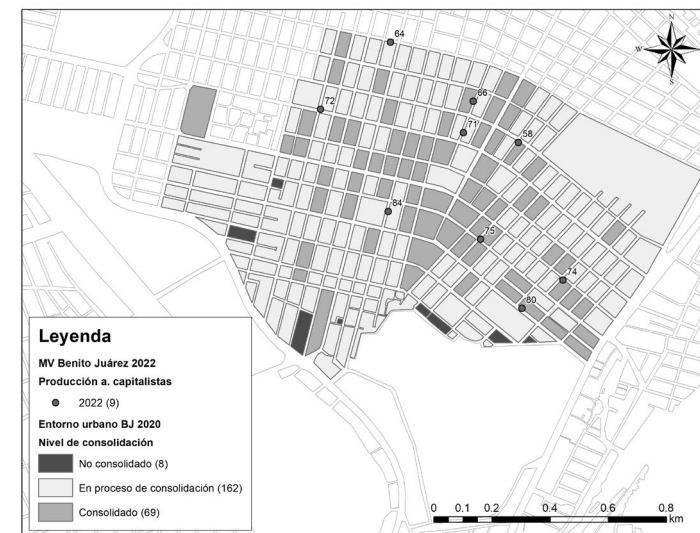 64
N
W
E
S
66
72
71
58
84
75
74
80
Leyenda
MV Benito Juárez 2022
Producción a. capitalistas
2022 (9)
Entorno urbano BJ 2020
Nivel de consolidación
No consolidado (8)
En proceso de consolidación (162)
Consolidado (69)
0 0.1 0.2 0.4 0.6 0.8
km